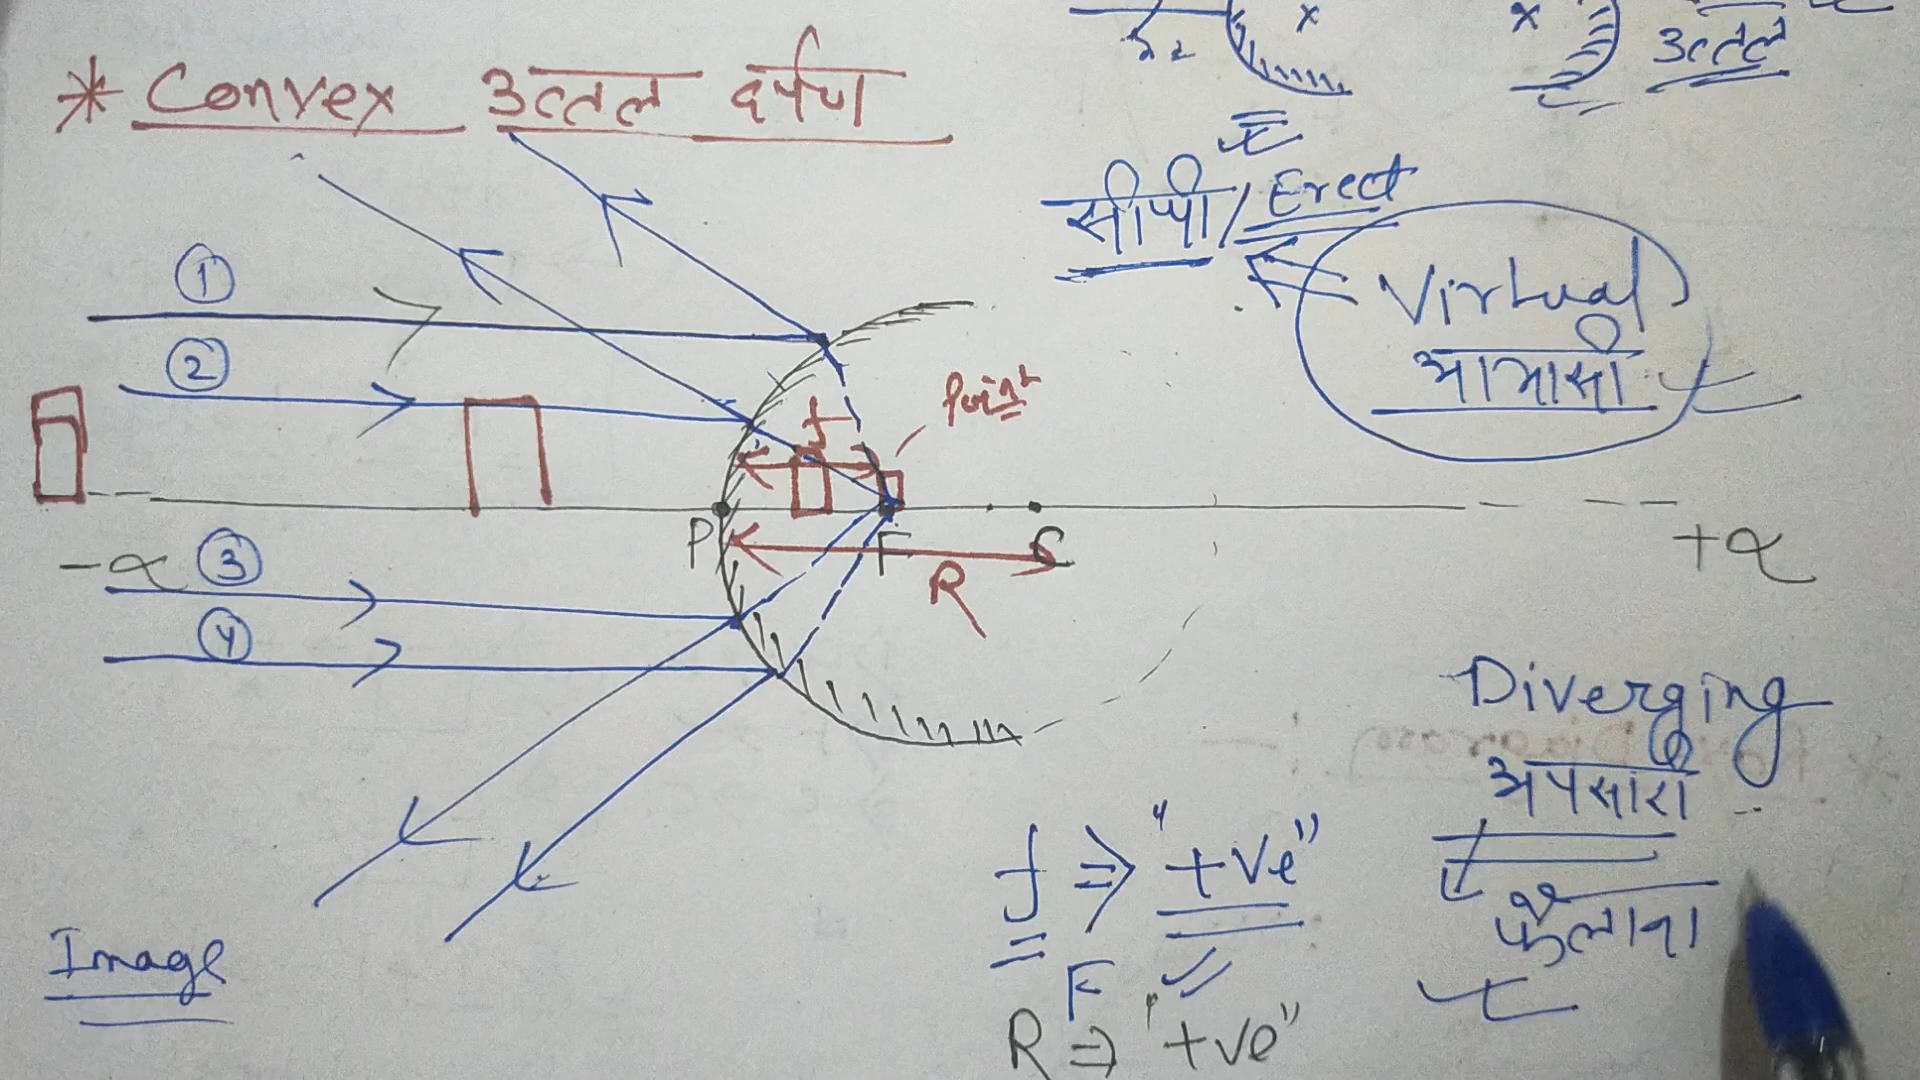 * Convex उत्तल दर्पण
उत्तल
सीधी / Erect
Virtual
आभासी
1
2
Point
f
P
F
C
R
-α
+α
3
4
Diverging
अपसारी
फैलाना
f ⇒ "+ve"
F
R ⇒ "+ve"
Image